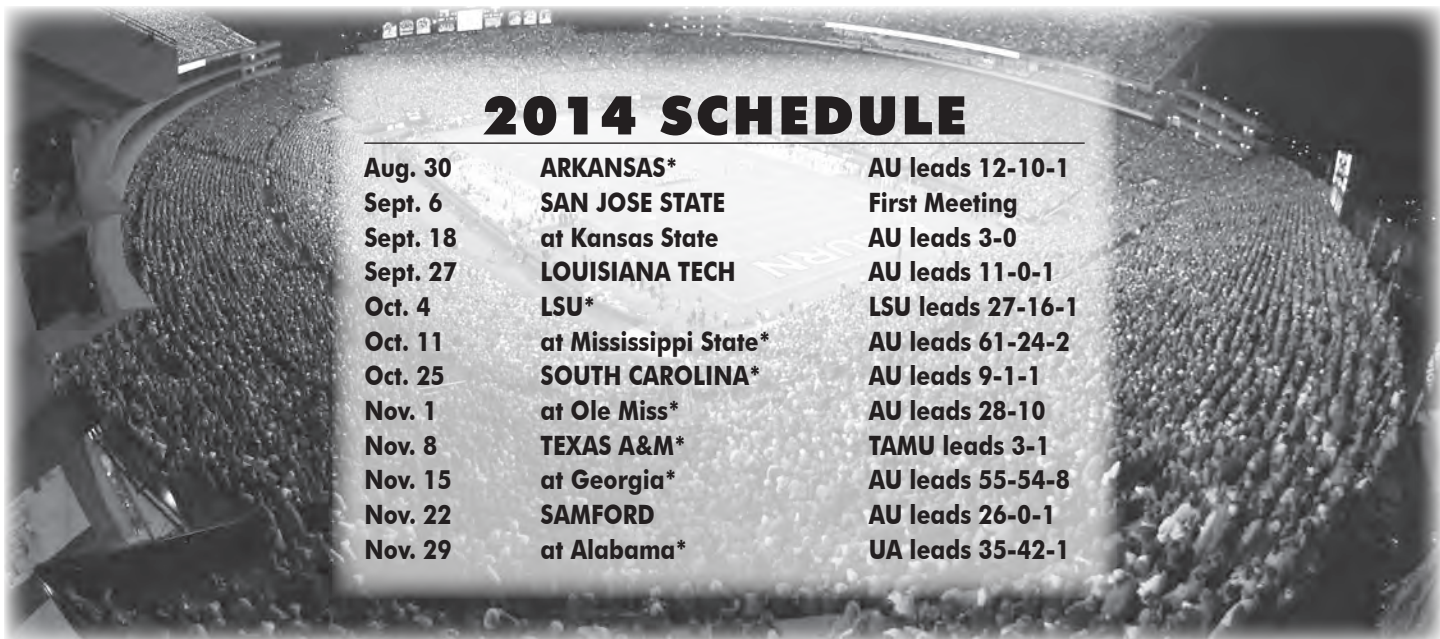 2014 SCHEDULE
Aug. 30 ARKANSAS* AU leads 12-10-1
Sept. 6 SAN JOSE STATE First Meeting
Sept. 18 at Kansas State AU leads 3-0
Sept. 27 LOUISIANA TECH AU leads 11-0-1
Oct. 4 LSU* LSU leads 27-16-1
Oct. 11 at Mississippi State* AU leads 61-24-2
Oct. 25 SOUTH CAROLINA* AU leads 9-1-1
Nov. 1 at Ole Miss* AU leads 28-10
Nov. 8 TEXAS A&M* TAMU leads 3-1
Nov. 15 at Georgia* AU leads 55-54-8
Nov. 22 SAMFORD AU leads 26-0-1
Nov. 29 at Alabama* UA leads 35-42-1